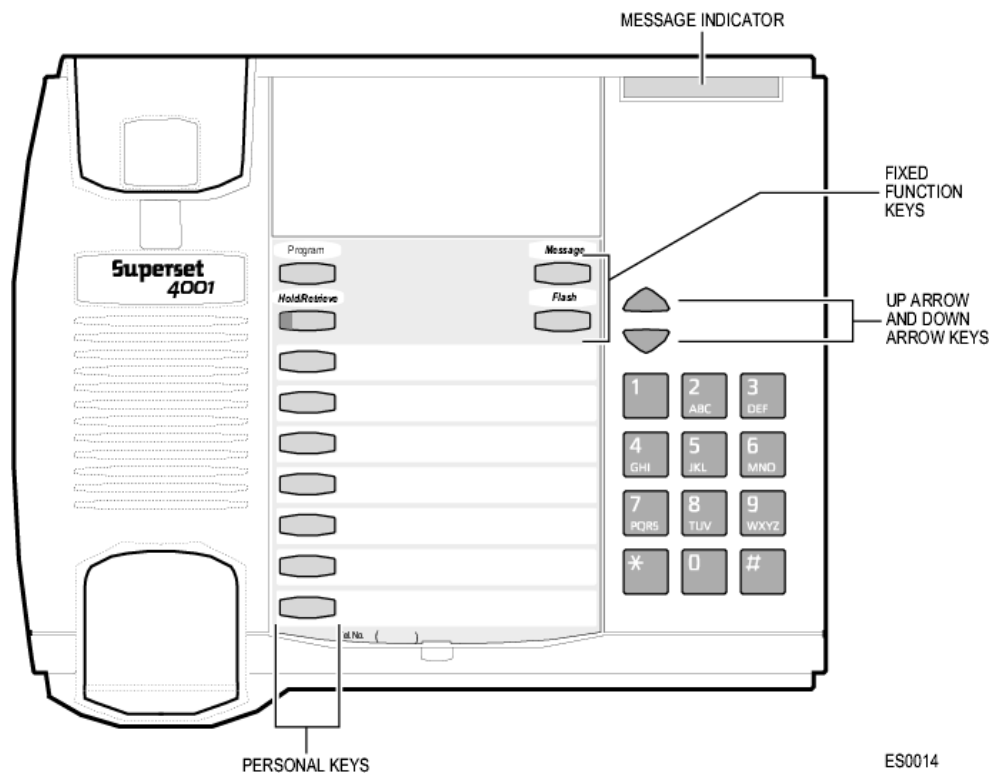 MESSAGE INDICATOR
FIXED
FUNCTION
KEYS
Program
Message
Superset
4001
Hold/Retrieve
Flash
UP ARROW
AND DOWN
ARROW KEYS
1
2
ABC
3
DEF
4
GHI
5
JKL
6
MNO
7
PQRS
8
TUV
9
WXYZ
*
0
#
el No. ( )
PERSONAL KEYS
ES0014